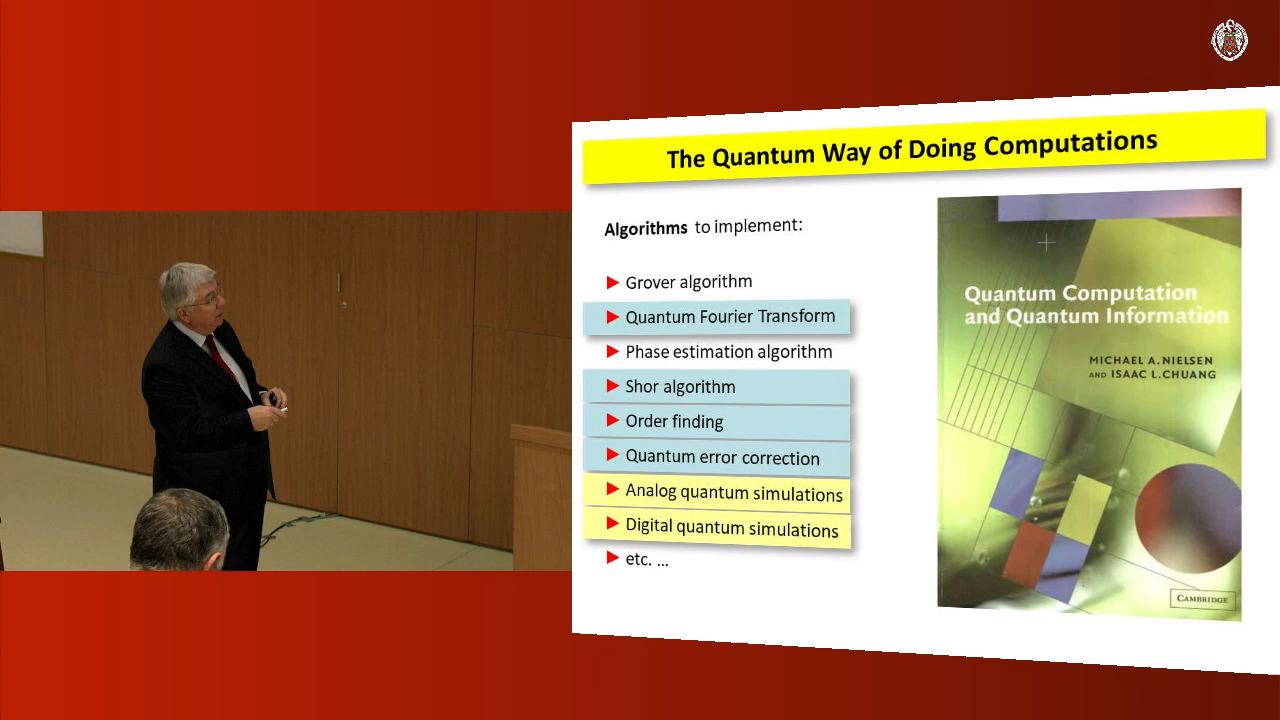 The Quantum Way of Doing Computations
Algorithms to implement:
Grover algorithm
Quantum Fourier Transform
Phase estimation algorithm
Shor algorithm
Order finding
Quantum error correction
Analog quantum simulations
Digital quantum simulations
etc. ...
Quantum Computation
and Quantum Information
MICHAEL A. NIELSEN
AND ISAAC L. CHUANG
CAMBRIDGE